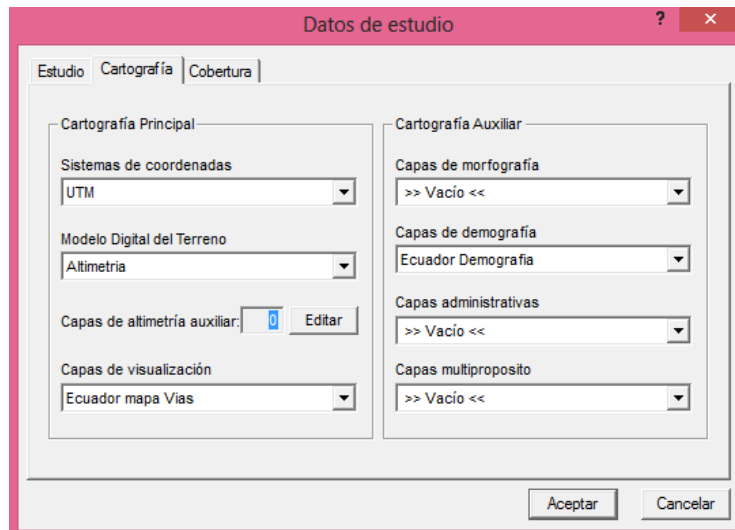 Datos de estudio
?
×
Estudio
Cartografía
Cobertura
Cartografía Principal
Sistemas de coordenadas
UTM
Modelo Digital del Terreno
Altimetria
Capas de altimetría auxiliar: 0 Editar
Capas de visualización
Ecuador mapa Vias
Cartografía Auxiliar
Capas de morfografía
>> Vacío <<
Capas de demografía
Ecuador Demografia
Capas administrativas
>> Vacío <<
Capas multiproposito
>> Vacío <<
Aceptar
Cancelar